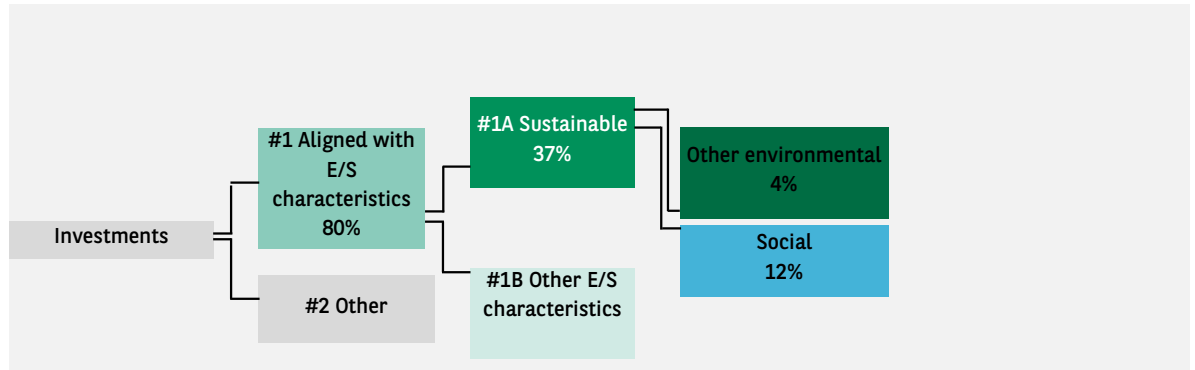 Investments
#1 Aligned with
E/S
characteristics
80%
#2 Other
#1A Sustainable
37%
#1B Other E/S
characteristics
Other environmental
4%
Social
12%